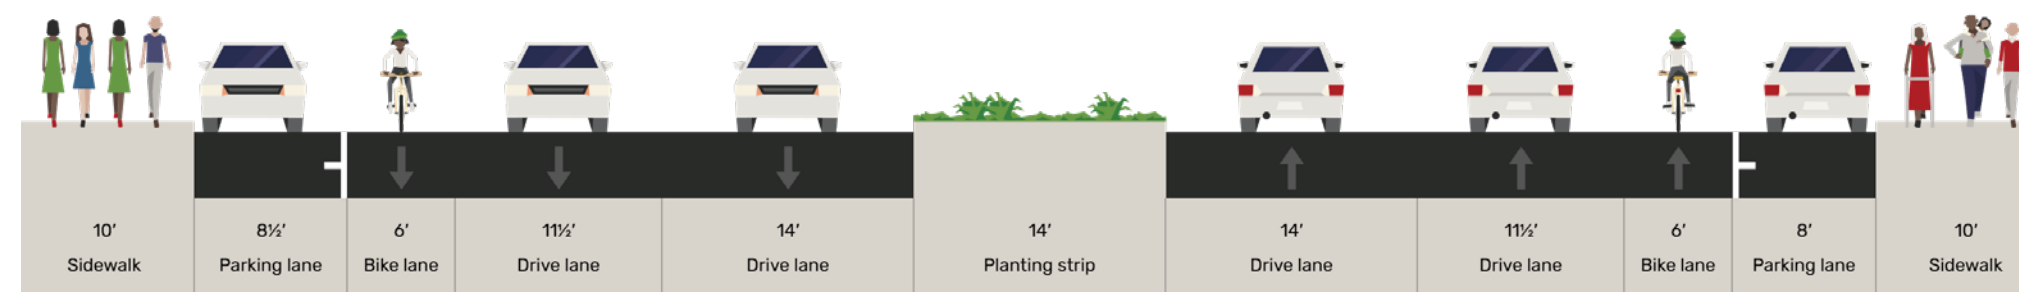 10′ 8½′ 6′ 11½′ 14′ 14′ 14′ 11½′ 6′ 8′ 10′
Sidewalk Parking lane Bike lane Drive lane Drive lane Planting strip Drive lane Drive lane Bike lane Parking lane Sidewalk